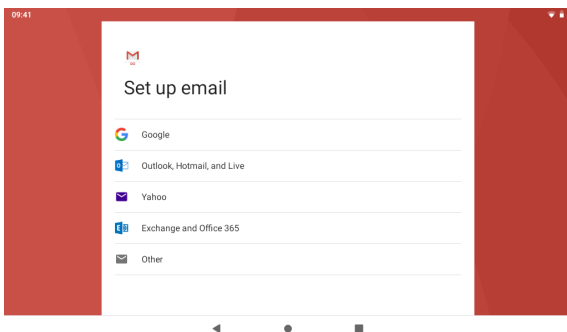 09:41
Set up email
Google
Outlook, Hotmail, and Live
Yahoo
Exchange and Office 365
Other